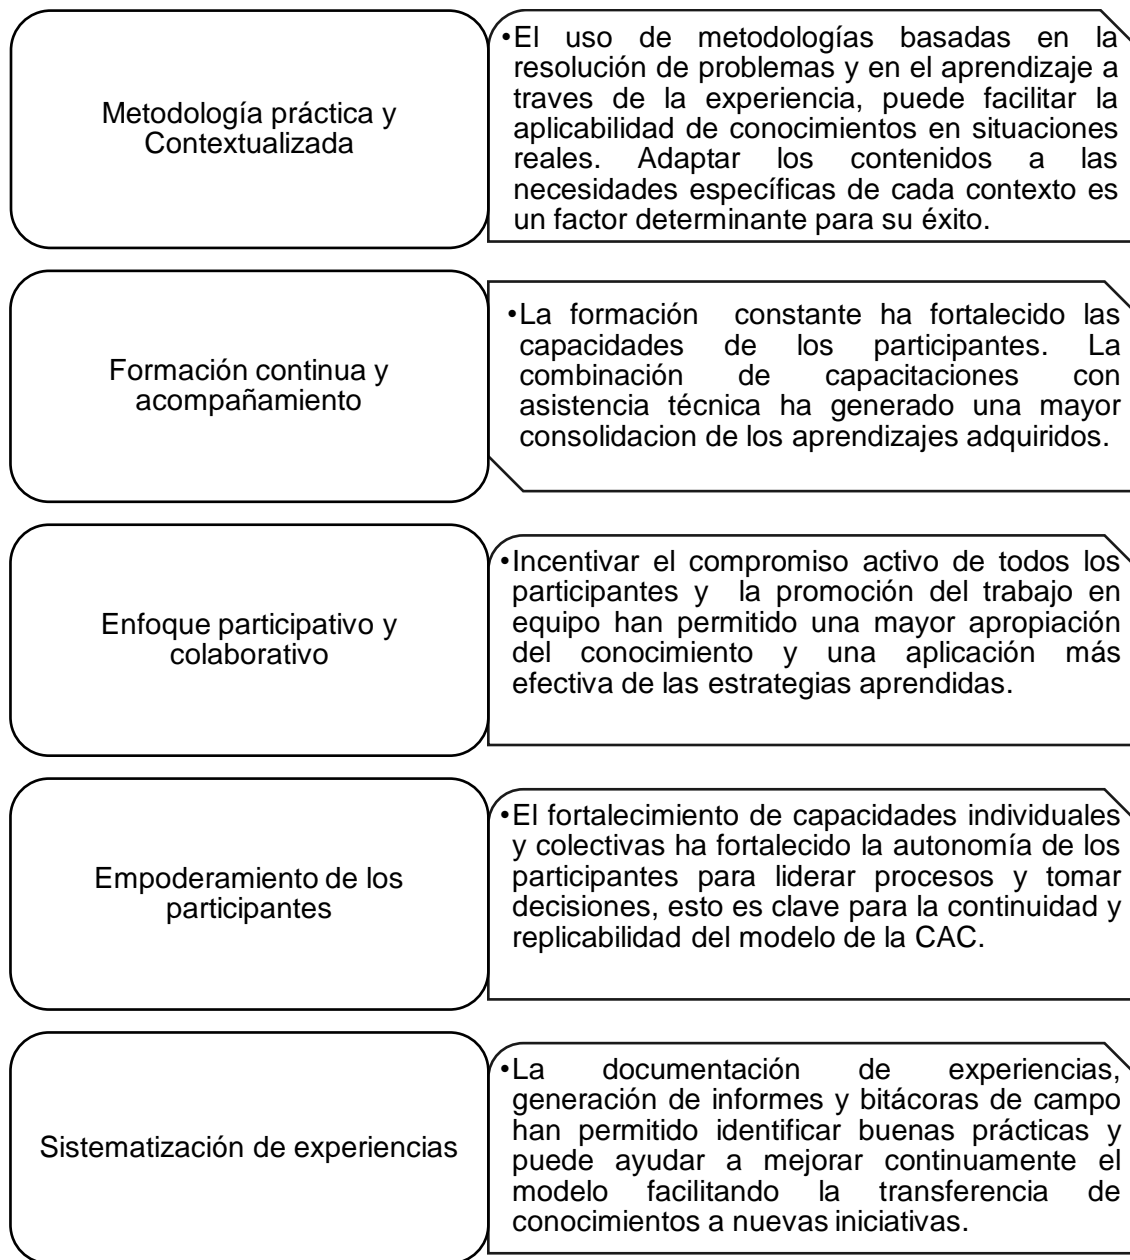 Metodología práctica y
Contextualizada
•El uso de metodologías basadas en la
resolución de problemas y en el aprendizaje a
traves de la experiencia, puede facilitar la
aplicabilidad de conocimientos en situaciones
reales. Adaptar los contenidos a las
necesidades específicas de cada contexto es
un factor determinante para su éxito.
Formación continua y
acompañamiento
•La formación constante ha fortalecido las
capacidades de los participantes. La
combinación de capacitaciones con
asistencia técnica ha generado una mayor
consolidacion de los aprendizajes adquiridos.
Enfoque participativo y
colaborativo
•Incentivar el compromiso activo de todos los
participantes y la promoción del trabajo en
equipo han permitido una mayor apropiación
del conocimiento y una aplicación más
efectiva de las estrategias aprendidas.
Empoderamiento de los
participantes
•El fortalecimiento de capacidades individuales
y colectivas ha fortalecido la autonomía de los
participantes para liderar procesos y tomar
decisiones, esto es clave para la continuidad y
replicabilidad del modelo de la CAC.
Sistematización de experiencias
•La documentación de experiencias,
generación de informes y bitácoras de campo
han permitido identificar buenas prácticas y
puede ayudar a mejorar continuamente el
modelo facilitando la transferencia de
conocimientos a nuevas iniciativas.